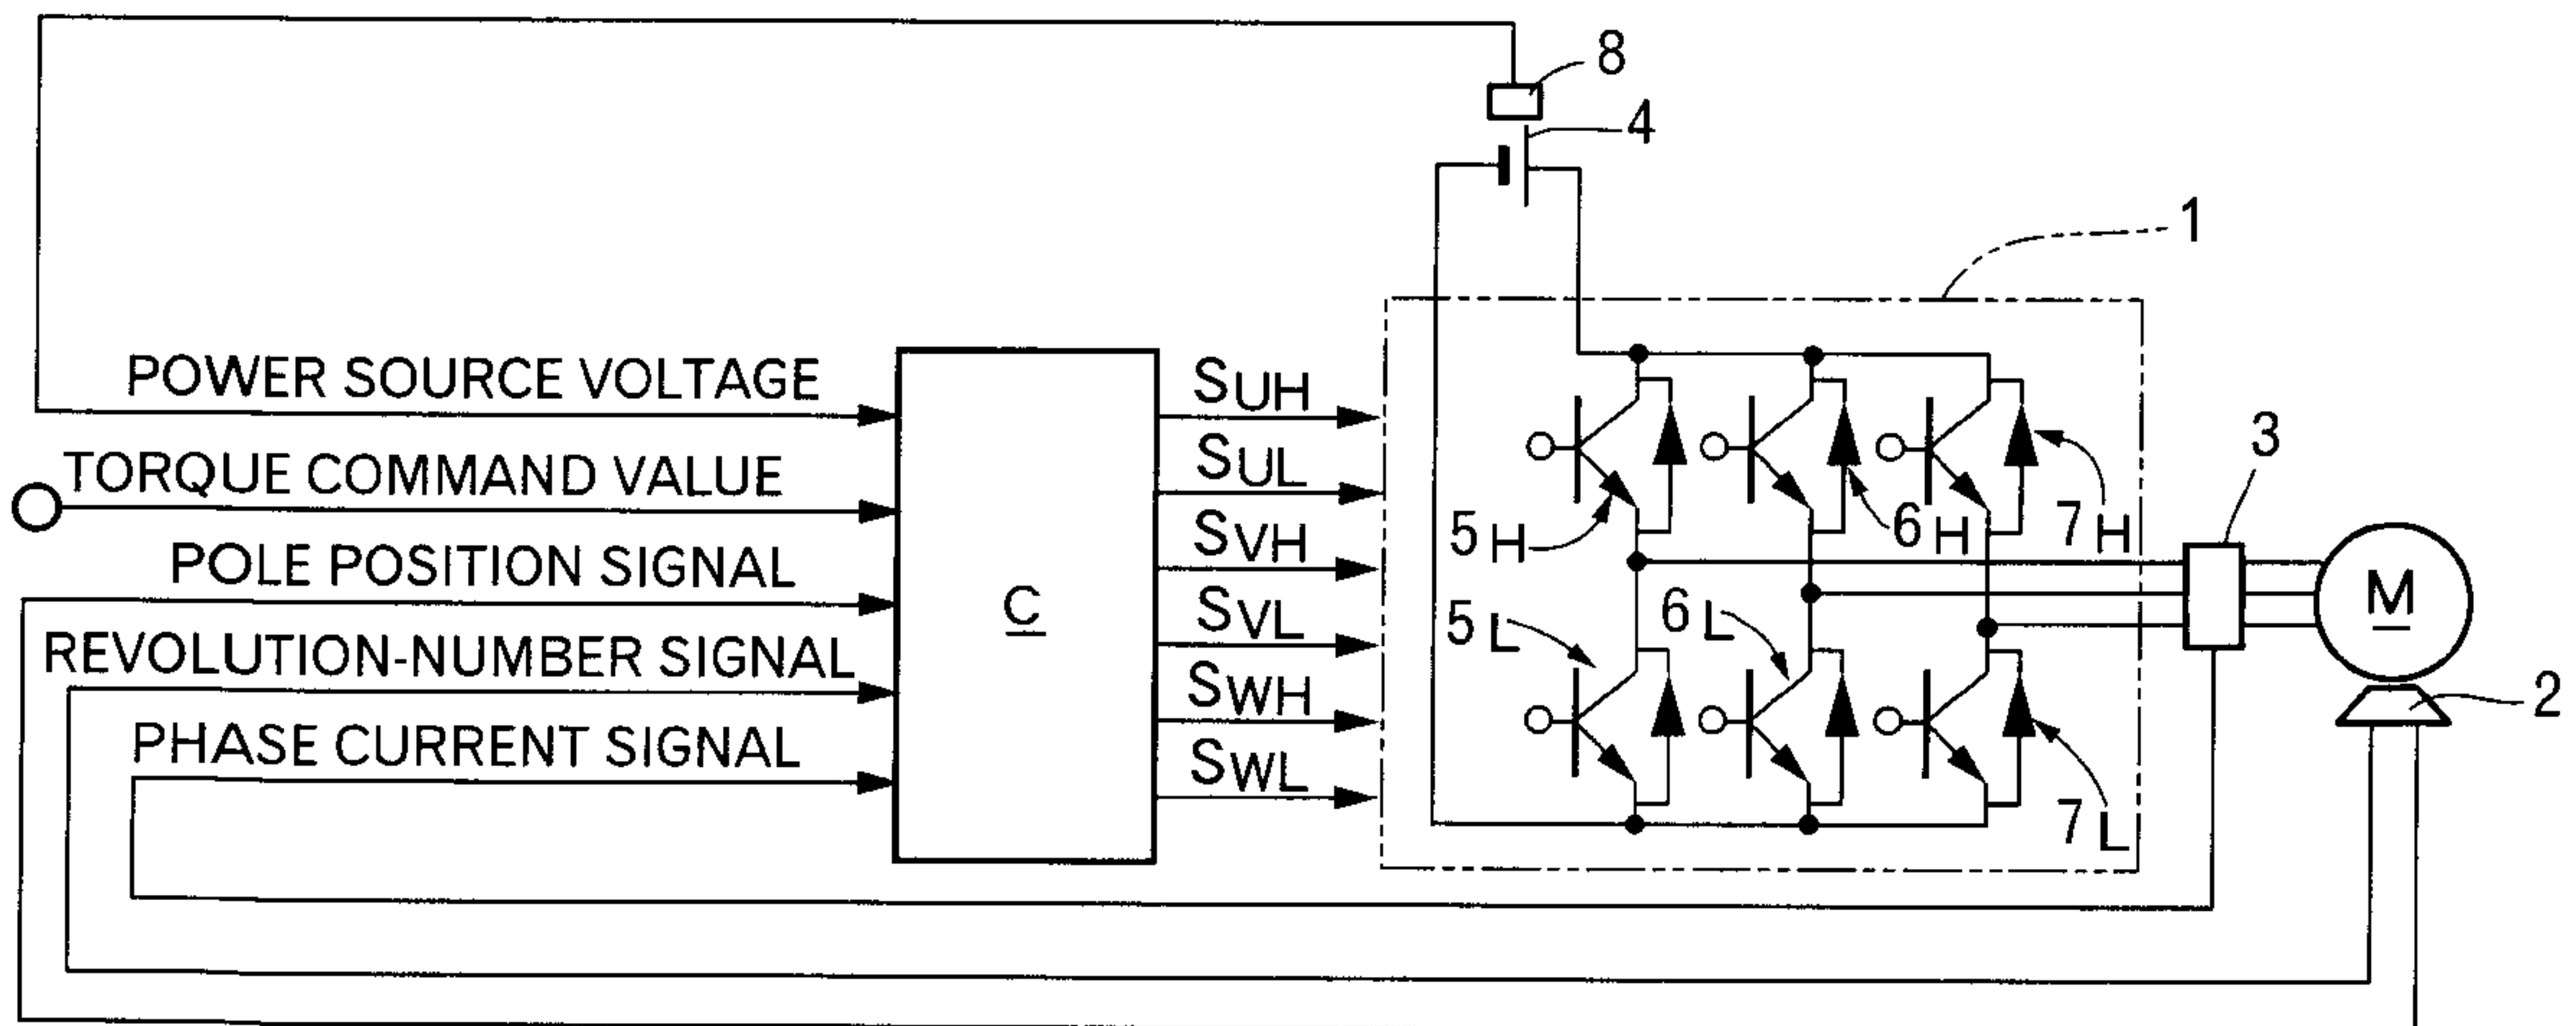 8
4
1
POWER SOURCE VOLTAGE
TORQUE COMMAND VALUE
POLE POSITION SIGNAL
REVOLUTION-NUMBER SIGNAL
PHASE CURRENT SIGNAL
C
SUH
SUL
SVH
SVL
SWH
SWL
5H
6H
7H
5L
6L
7L
3
M
2